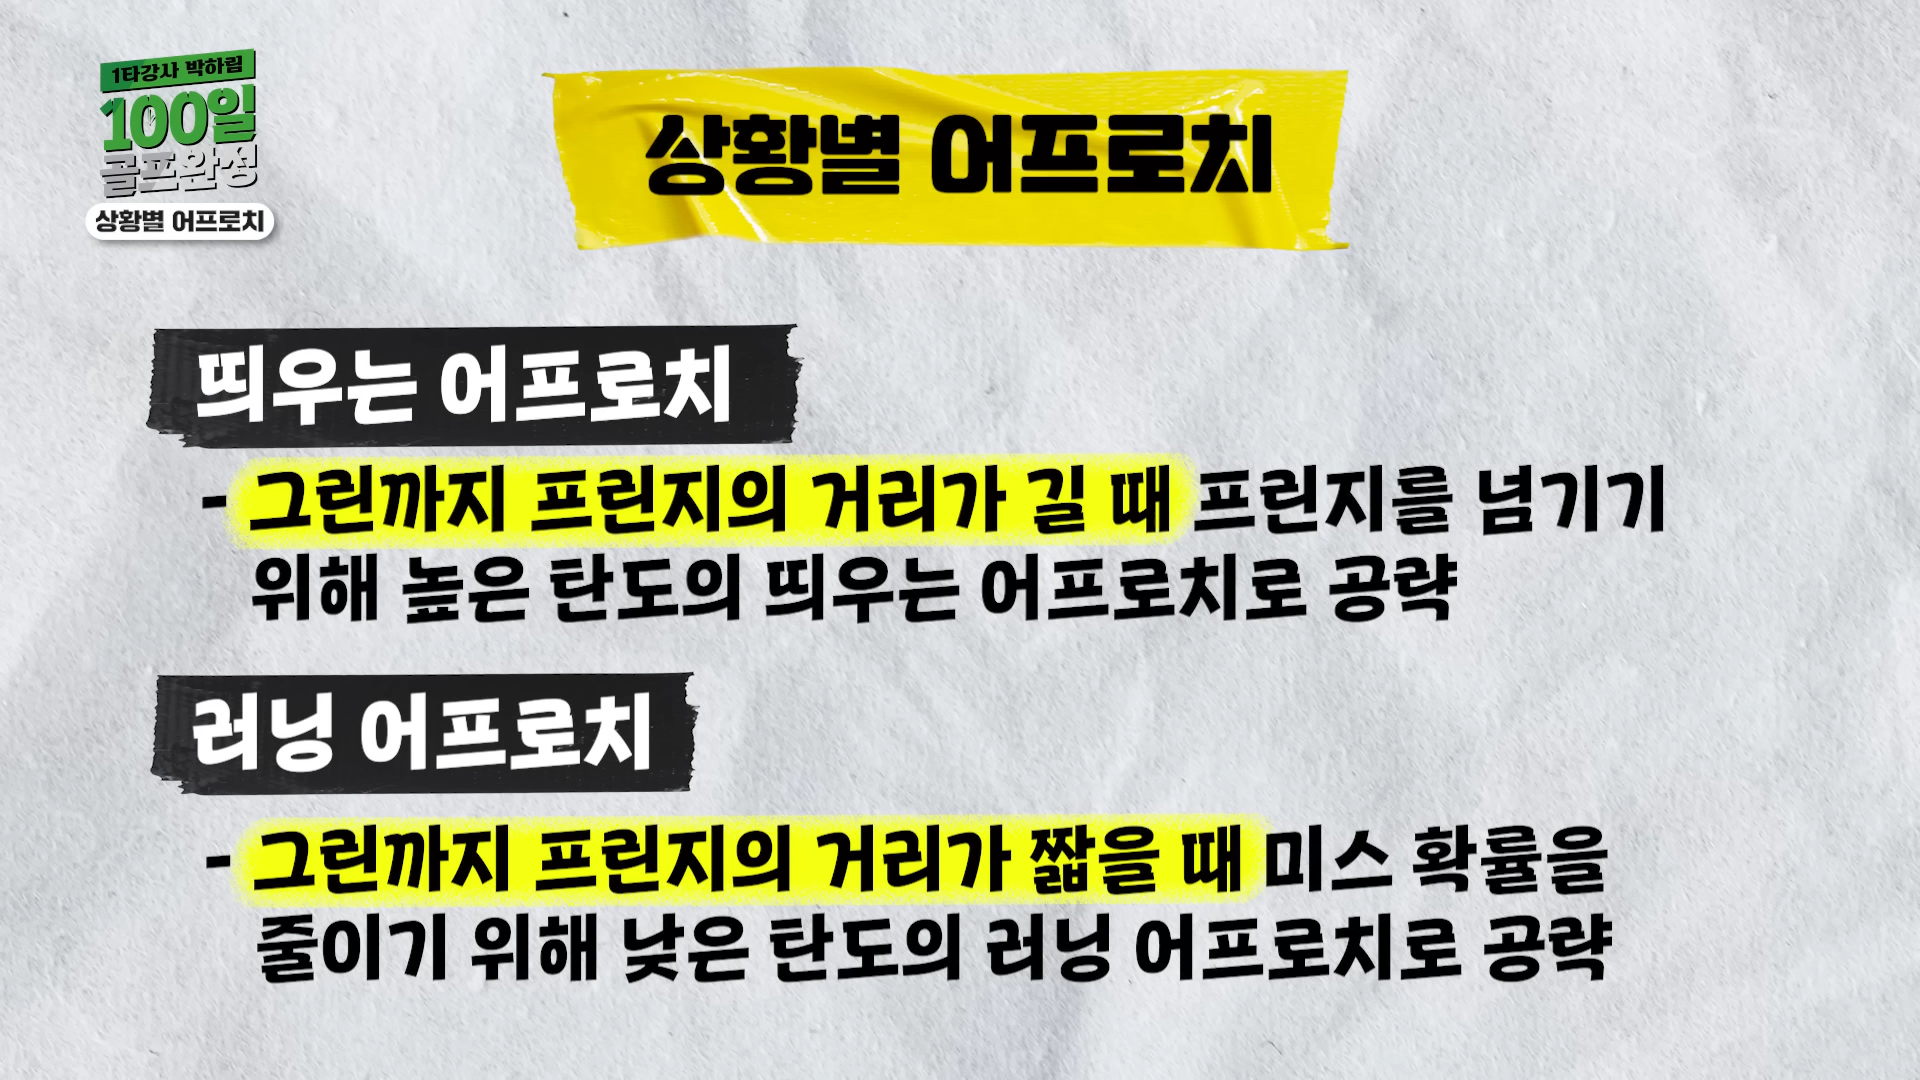 1타강사 박하림
100일
골프완성
상황별 어프로치
상황별 어프로치
띄우는 어프로치
- 그린까지 프린지의 거리가 길 때 프린지를 넘기기
위해 높은 탄도의 띄우는 어프로치로 공략
러닝 어프로치
- 그린까지 프린지의 거리가 짧을 때 미스 확률을
줄이기 위해 낮은 탄도의 러닝 어프로치로 공략